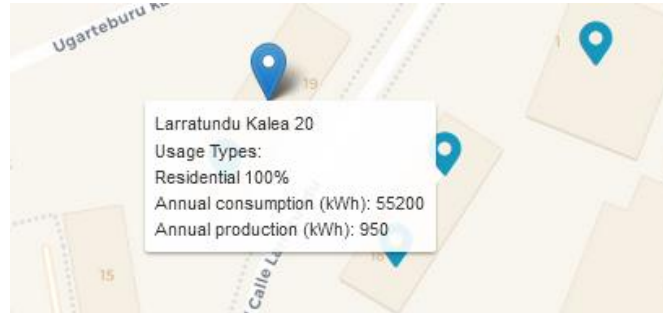 Ugarteburu
1
19
Larratundu Kalea 20
Usage Types:
Residential 100%
Annual consumption (kWh): 55200
Annual production (kWh): 950
15
Calle